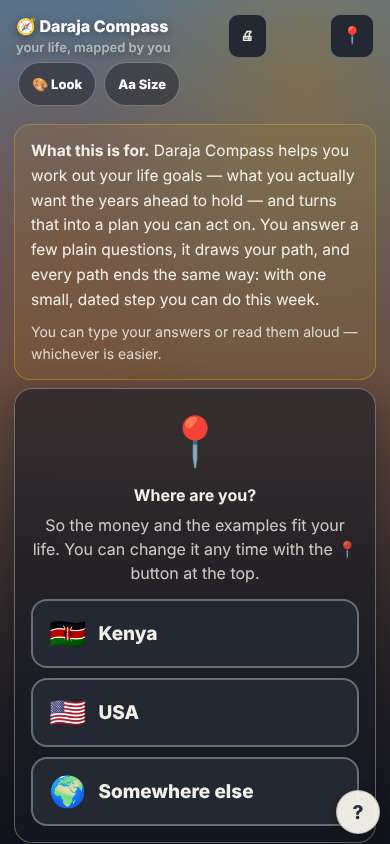 🧭 Daraja Compass
your life, mapped by you
🎨 Look
Aa Size
What this is for. Daraja Compass helps you
work out your life goals — what you actually
want the years ahead to hold — and turns
that into a plan you can act on. You answer a
few plain questions, it draws your path, and
every path ends the same way: with one
small, dated step you can do this week.
You can type your answers or read them aloud —
whichever is easier.
Where are you?
So the money and the examples fit your
life. You can change it any time with the 📍
button at the top.
Kenya
USA
Somewhere else
?